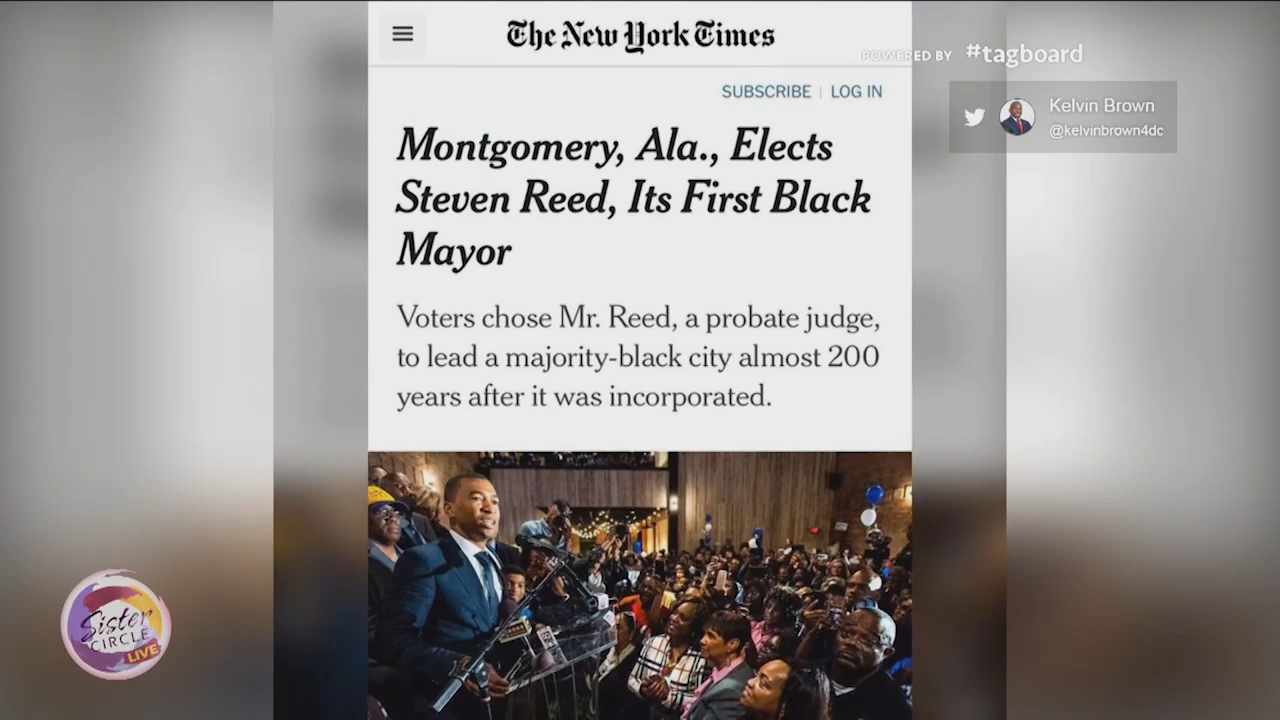 The New York Times
POWERED BY #tagboard
SUBSCRIBE | LOG IN
Kelvin Brown
@kelvinbrown4dc
Montgomery, Ala., Elects
Steven Reed, Its First Black
Mayor
Voters chose Mr. Reed, a probate judge,
to lead a majority-black city almost 200
years after it was incorporated.
Sister
CIRCLE
LIVE